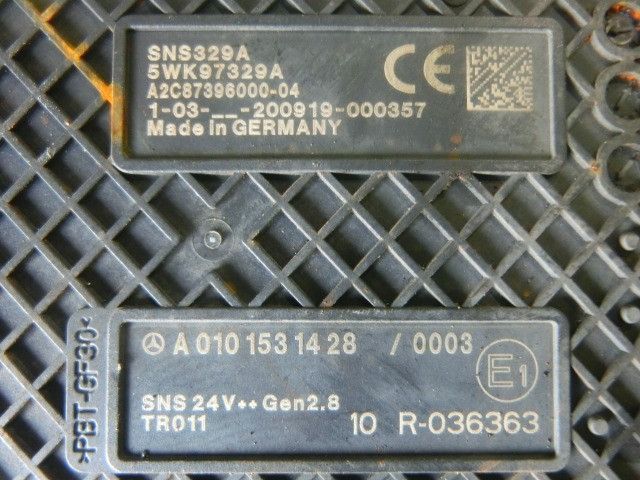 SNS329A
5WK97329A
A2C87396000-04
1-03-__-200919-000357
Made in GERMANY
CE
>PBT-GF30<
A 010 153 14 28 / 0003
E1
SNS 24V++ Gen2.8
TR011
10 R-036363